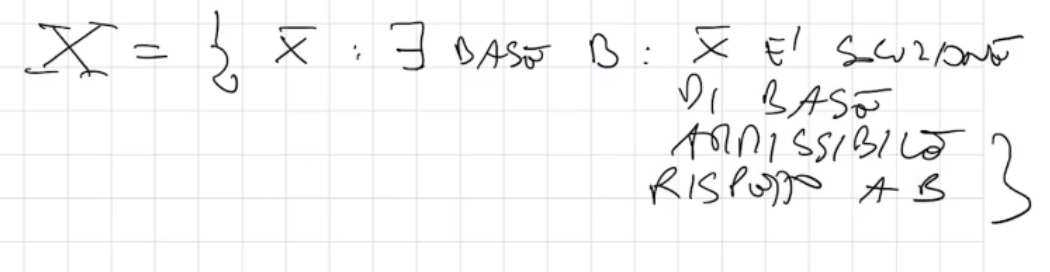 X = { x̄ : ∃ BASE B : x̄ E' SOLUZIONE
DI BASE
AMMISSIBILE
RISPETTO A B }